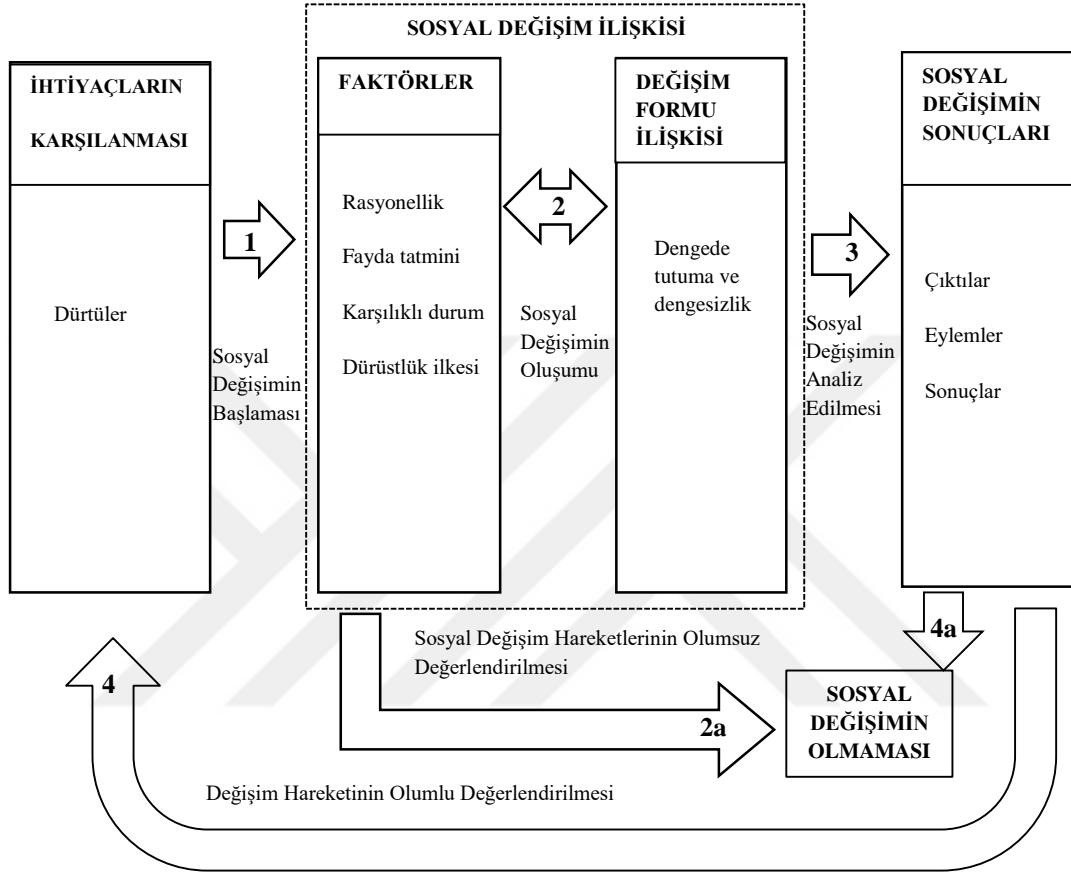 SOSYAL DEĞİŞİM İLİŞKİSİ
İHTİYAÇLARIN
KARŞILANMASI
Dürtüler
1
Sosyal
Değişimin
Başlaması
FAKTÖRLER
Rasyonellik
Fayda tatmini
Karşılıklı durum
Dürüstlük ilkesi
2
Sosyal
Değişimin
Oluşumu
DEĞİŞİM
FORMU
İLİŞKİSİ
Dengede
tutuma ve
dengesizlik
3
Sosyal
Değişimin
Analiz
Edilmesi
SOSYAL
DEĞİŞİMİN
SONUÇLARI
Çıktılar
Eylemler
Sonuçlar
Sosyal Değişim Hareketlerinin Olumsuz
Değerlendirilmesi
4a
4
2a
SOSYAL
DEĞİŞİMİN
OLMAMASI
Değişim Hareketinin Olumlu Değerlendirilmesi